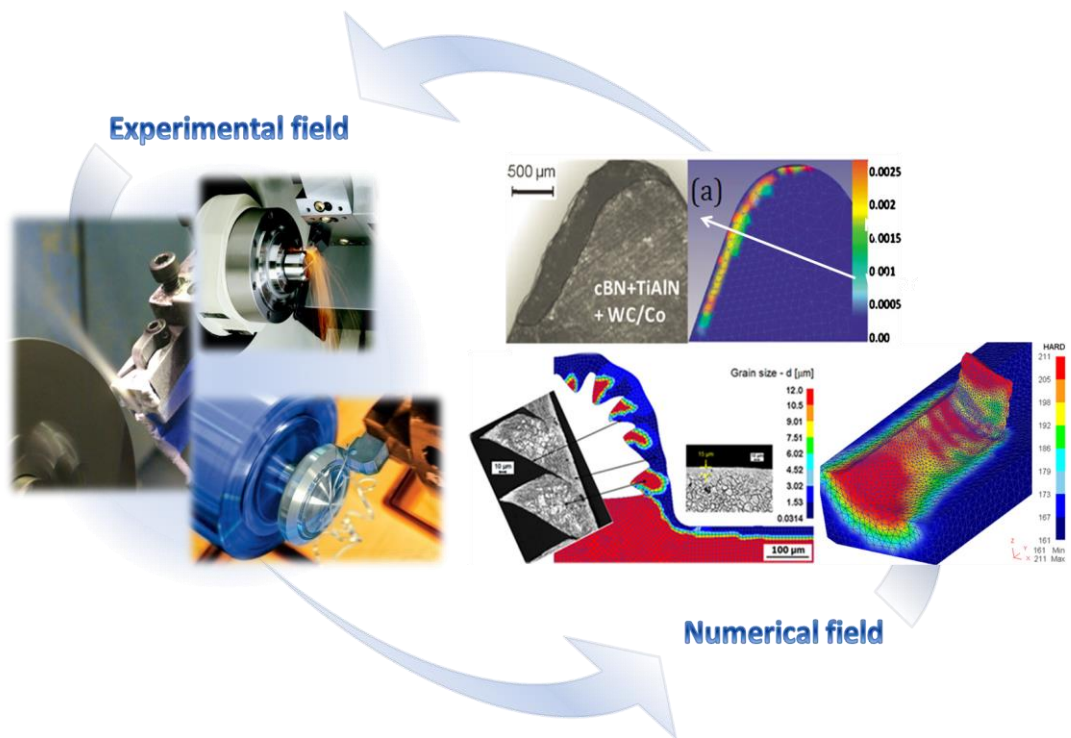 Experimental field
500 µm
(a)
cBN+TiAlN
+ WC/Co
0.0025
0.002
0.0015
0.001
0.0005
0.00
Grain size - d [µm]
12.0
10.5
9.01
7.51
6.02
4.52
3.02
1.53
0.0314
10 µm
100 µm
HARD
211
205
198
192
186
179
173
167
161
Z
Y
X
161 Min
211 Max
Numerical field